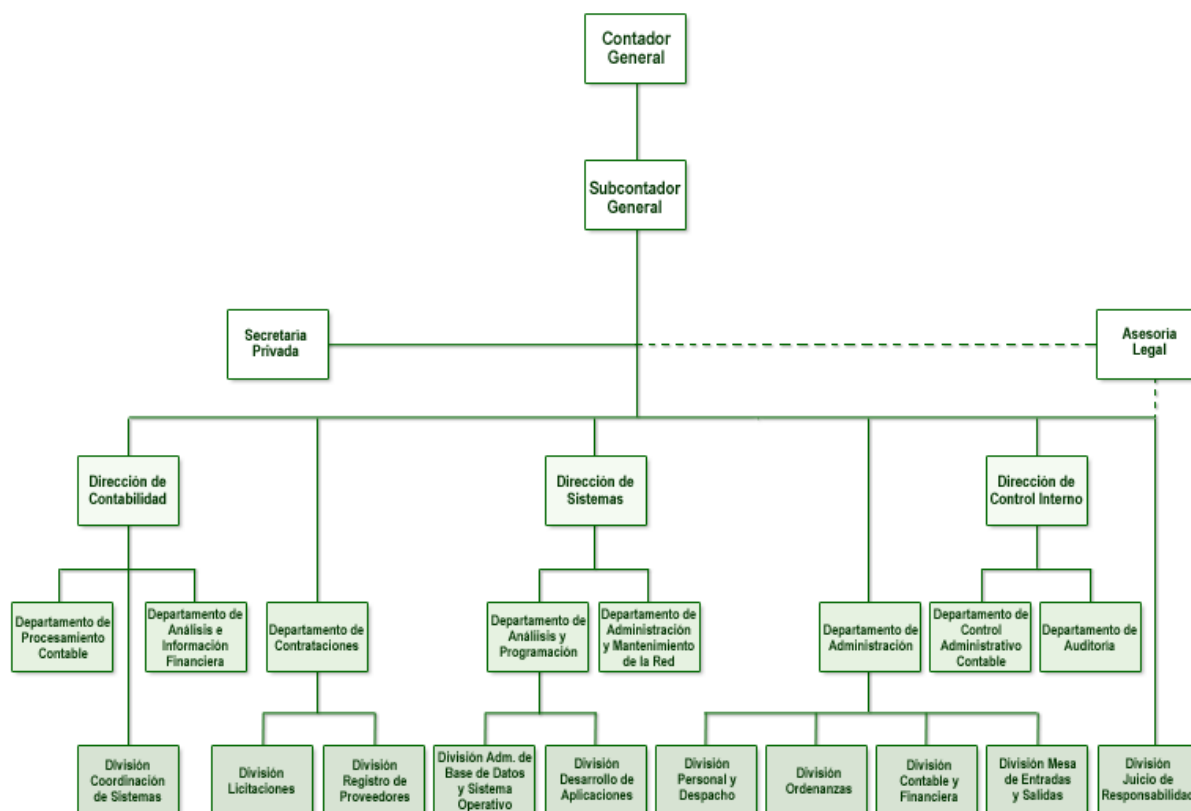 Contador
General
Subcontador
General
Secretaria
Privada
Asesoría
Legal
Dirección de
Contabilidad
Dirección de
Sistemas
Dirección de
Control Interno
Departamento de
Procesamiento
Contable
Departamento de
Análisis e
Información
Financiera
Departamento de
Contrataciones
Departamento de
Análiisis y
Programación
Departamento de
Administración
y Mantenimiento
de la Red
Departamento de
Administración
Departamento de
Control
Administrativo
Contable
Departamento de
Auditoria
División
Coordinación
de Sistemas
División
Licitaciones
División
Registro de
Proveedores
División Adm. de
Base de Datos
y Sistema
Operativo
División
Desarrollo de
Aplicaciones
División
Personal y
Despacho
División
Ordenanzas
División
Contable y
Financiera
División Mesa
de Entradas
y Salidas
División
Juicio de
Responsabilidad